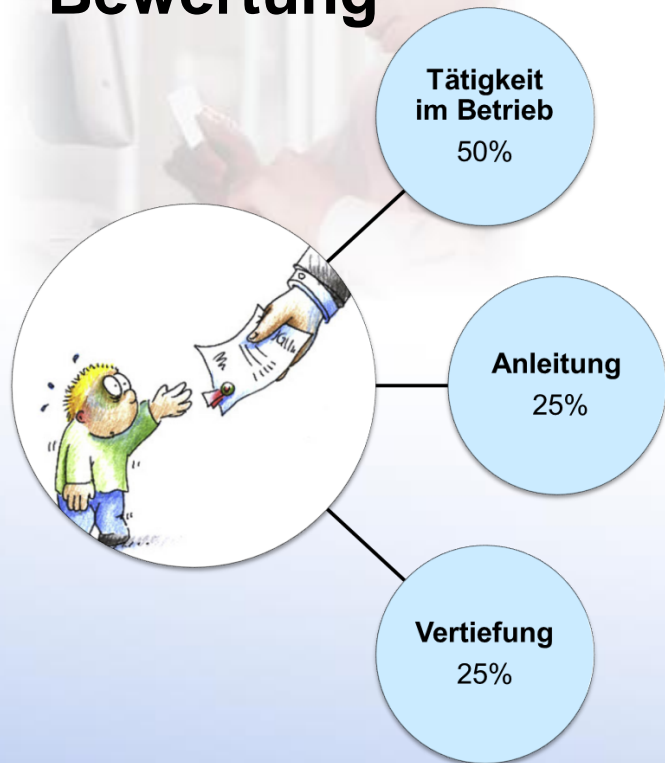 Bewertung
Tätigkeit
im Betrieb
50%
Anleitung
25%
Vertiefung
25%